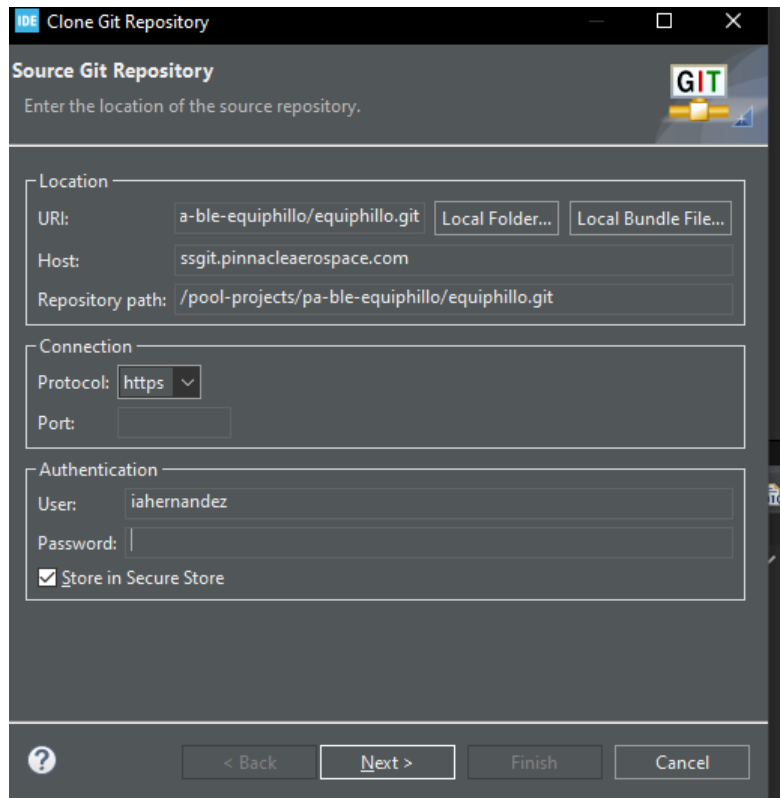 IDE Clone Git Repository
Source Git Repository
GIT
Enter the location of the source repository.
Location
URI: a-ble-equiphillo/equiphillo.git Local Folder... Local Bundle File...
Host: ssgit.pinnacleaerospace.com
Repository path: /pool-projects/pa-ble-equiphillo/equiphillo.git
Connection
Protocol: https
Port:
Authentication
User: iahernandez
Password:
Store in Secure Store
? < Back Next > Finish Cancel